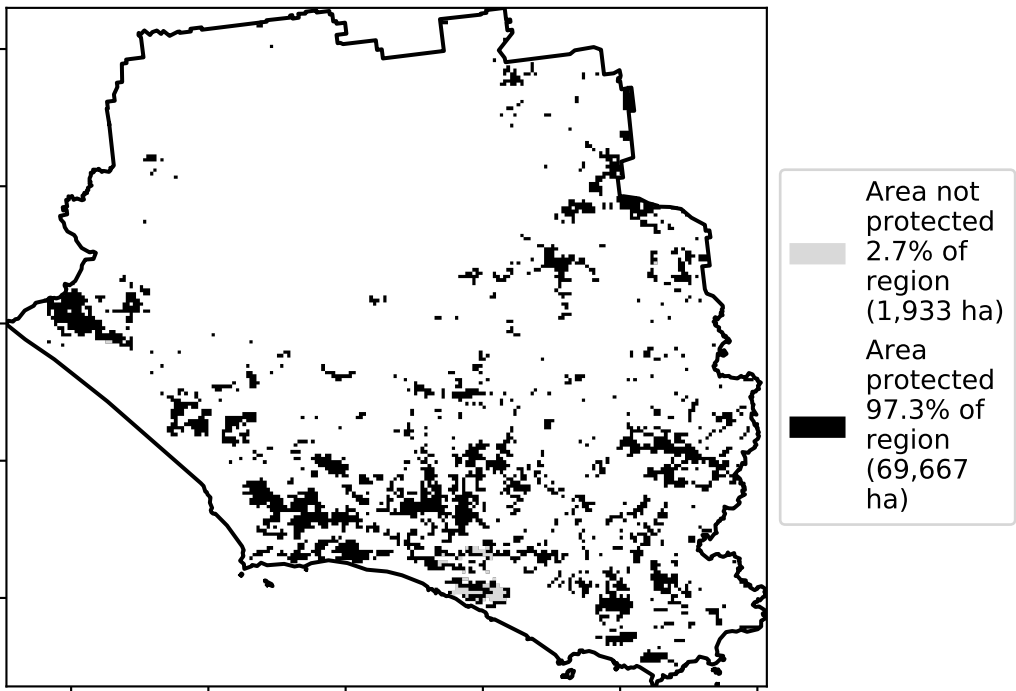 Area not
protected
2.7% of
region
(1,933 ha)
Area
protected
97.3% of
region
(69,667
ha)